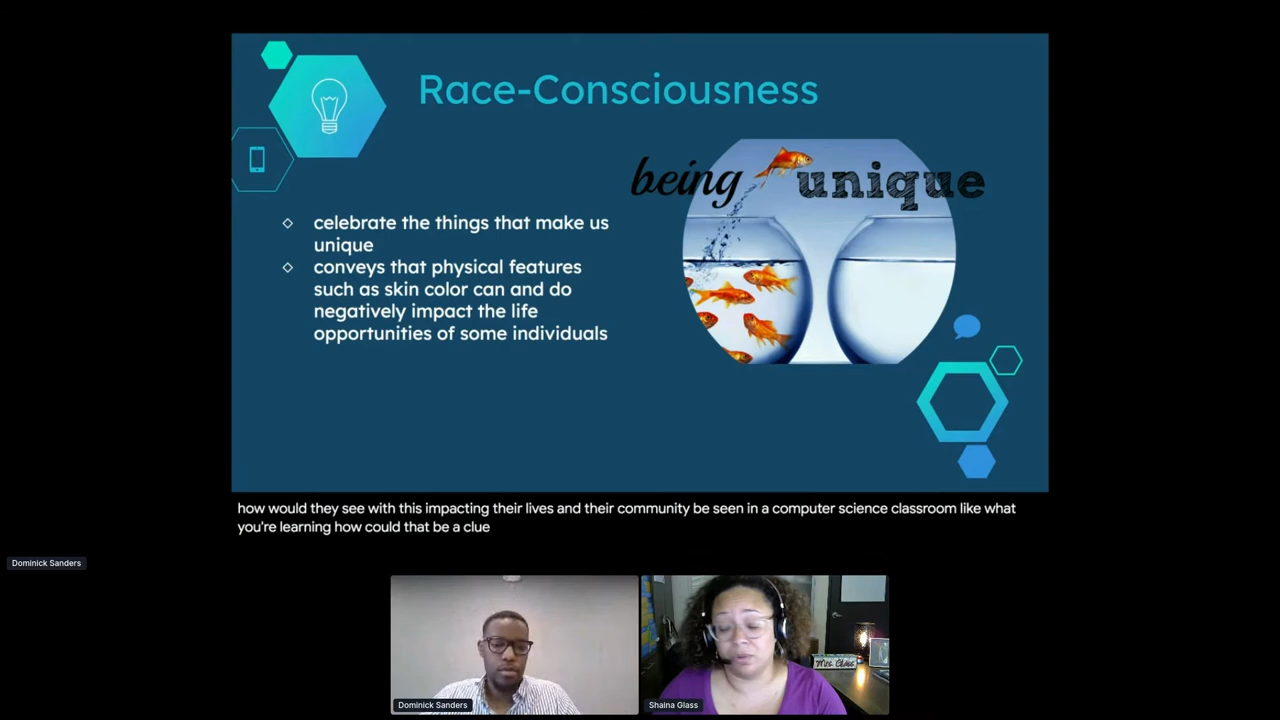 Race-Consciousness
being unique
celebrate the things that make us
unique
conveys that physical features
such as skin color can and do
negatively impact the life
opportunities of some individuals
how would they see with this impacting their lives and their community be seen in a computer science classroom like what
you're learning how could that be a clue
Dominick Sanders
Mrs. Glass
Dominick Sanders
Shaina Glass